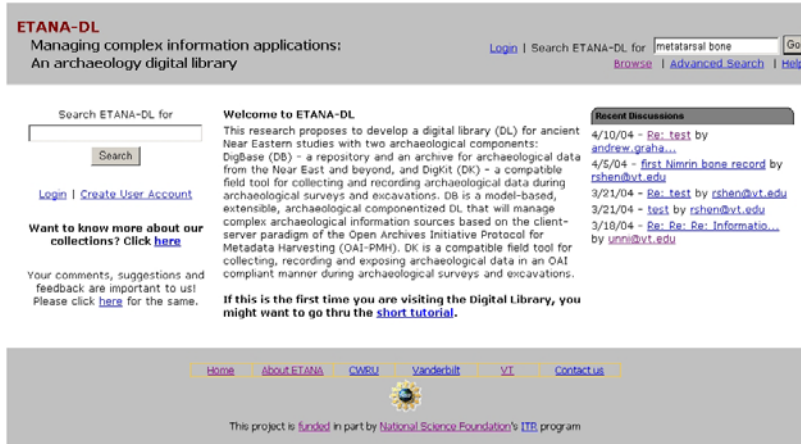 ETANA-DL
Managing complex information applications:
An archaeology digital library
Login | Search ETANA-DL for metatarsal bone Go
Browse | Advanced Search | Help
Search ETANA-DL for
Search
Login | Create User Account
Want to know more about our
collections? Click here
Your comments, suggestions and
feedback are important to us!
Please click here for the same.
Welcome to ETANA-DL
This research proposes to develop a digital library (DL) for ancient
Near Eastern studies with two archaeological components:
DigBase (DB) - a repository and an archive for archaeological data
from the Near East and beyond, and DigKit (DK) - a compatible
field tool for collecting and recording archaeological data during
archaeological surveys and excavations. DB is a model-based,
extensible, archaeological componentized DL that will manage
complex archaeological information sources based on the client-
server paradigm of the Open Archives Initiative Protocol for
Metadata Harvesting (OAI-PMH). DK is a compatible field tool for
collecting, recording and exposing archaeological data in an OAI
compliant manner during archaeological surveys and excavations.
If this is the first time you are visiting the Digital Library, you
might want to go thru the short tutorial.
Recent Discussions
4/10/04 - Re: test by
andrew.graha...
4/5/04 - first Nimrin bone record by
rshen@vt.edu
3/21/04 - Re: test by rshen@vt.edu
3/21/04 - test by rshen@vt.edu
3/18/04 - Re: Re: Re: Informatio...
by unni@vt.edu
Home About ETANA CWRU Vanderbilt VT Contact us
This project is funded in part by National Science Foundation's ITR program